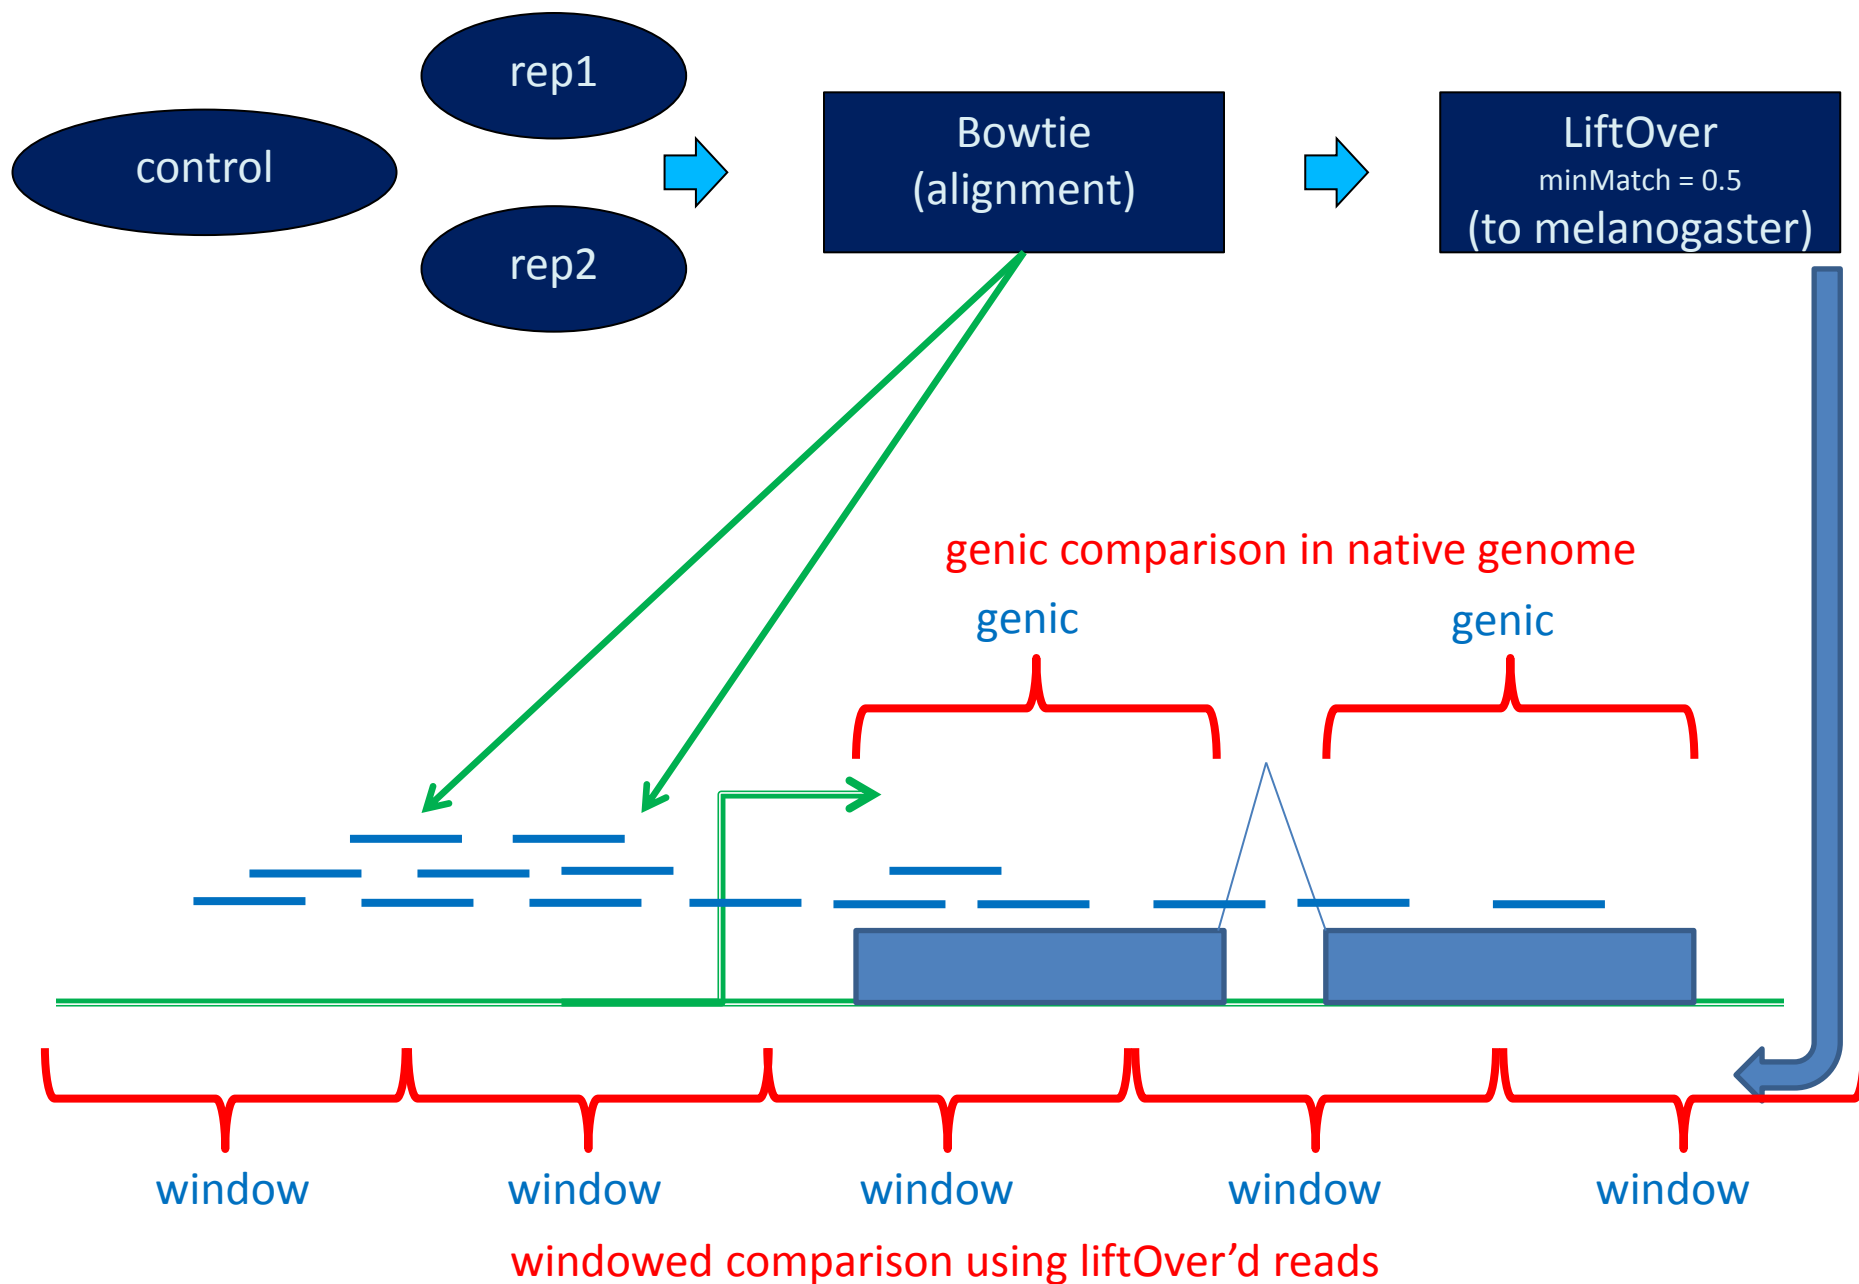 control
rep1
rep2
Bowtie
(alignment)
LiftOver
minMatch = 0.5
(to melanogaster)
genic comparison in native genome
genic
genic
window
window
window
window
window
windowed comparison using liftOver’d reads